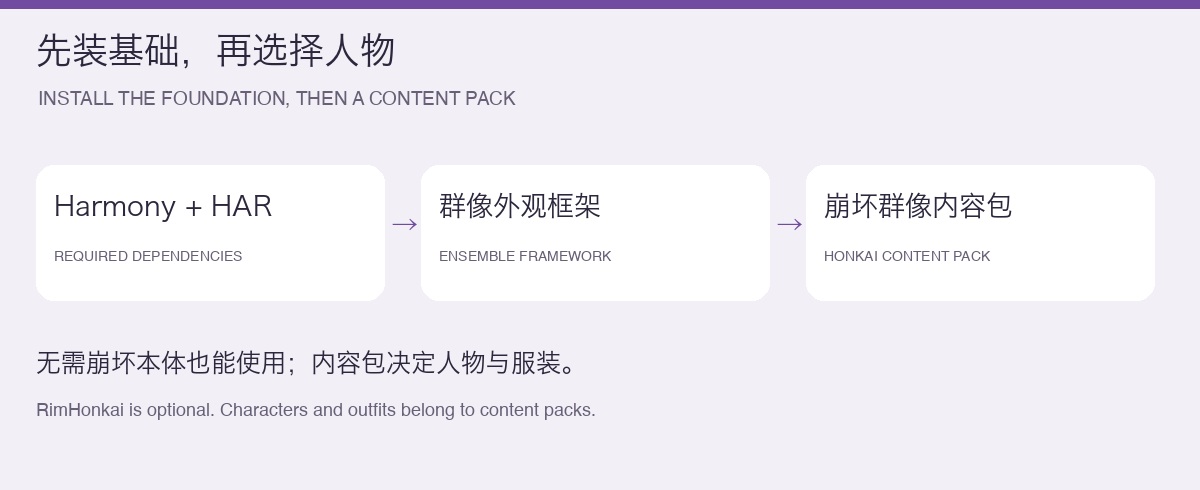 先装基础，再选择人物
INSTALL THE FOUNDATION, THEN A CONTENT PACK
Harmony + HAR
REQUIRED DEPENDENCIES
→
群像外观框架
ENSEMBLE FRAMEWORK
→
崩坏群像内容包
HONKAI CONTENT PACK
无需崩坏本体也能使用；内容包决定人物与服装。
RimHonkai is optional. Characters and outfits belong to content packs.